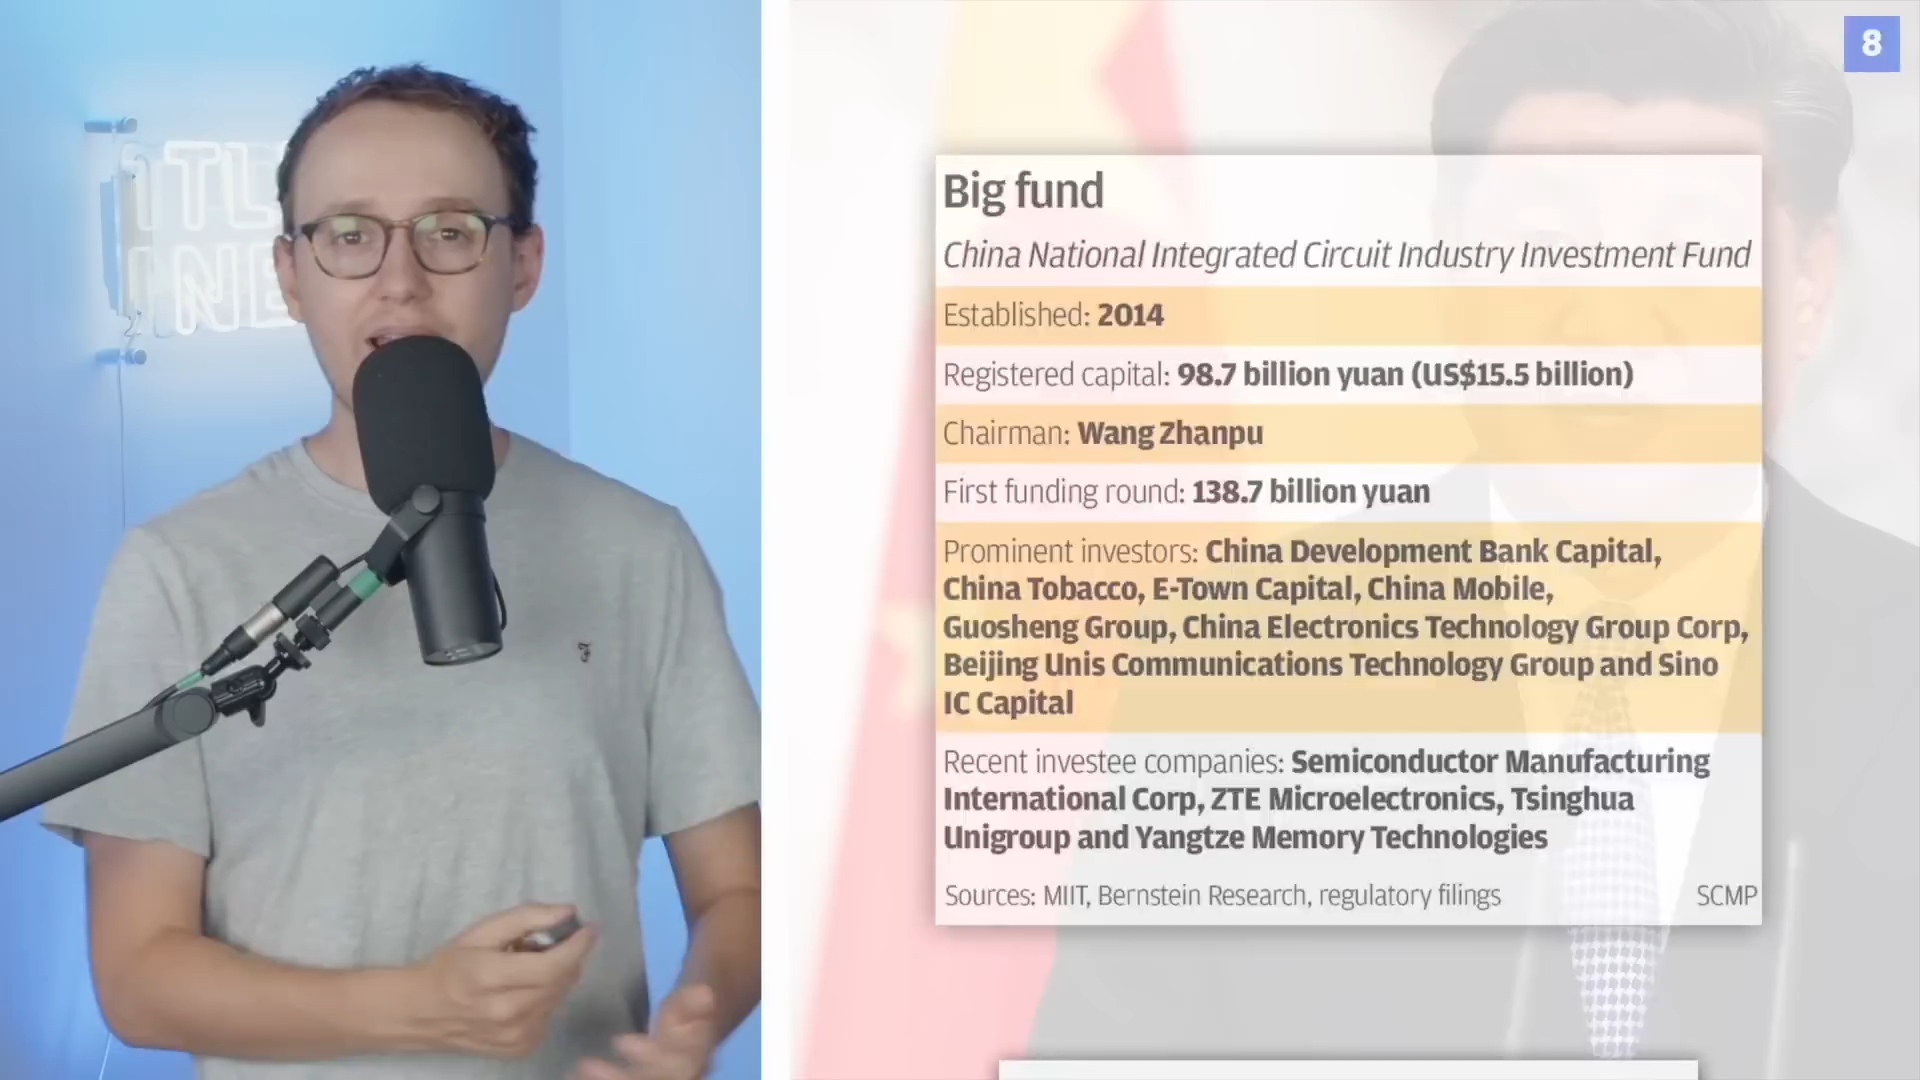 TL
NE
8
Big fund
China National Integrated Circuit Industry Investment Fund
Established: 2014
Registered capital: 98.7 billion yuan (US$15.5 billion)
Chairman: Wang Zhanpu
First funding round: 138.7 billion yuan
Prominent investors: China Development Bank Capital,
China Tobacco, E-Town Capital, China Mobile,
Guosheng Group, China Electronics Technology Group Corp,
Beijing Unis Communications Technology Group and Sino
IC Capital
Recent investee companies: Semiconductor Manufacturing
International Corp, ZTE Microelectronics, Tsinghua
Unigroup and Yangtze Memory Technologies
Sources: MIIT, Bernstein Research, regulatory filings SCMP